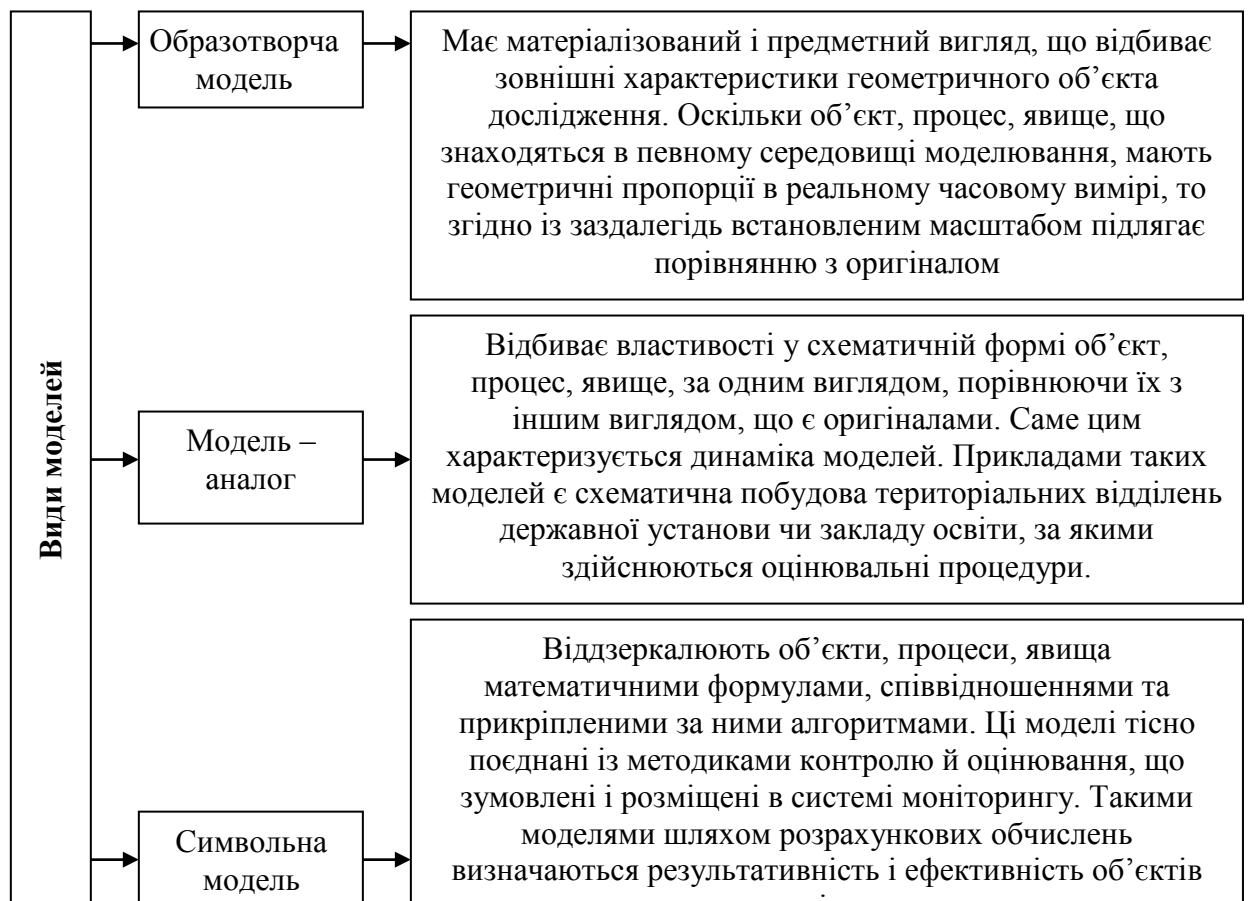 Види моделей
Образотворча
модель
Має матеріалізований і предметний вигляд, що відбиває
зовнішні характеристики геометричного об’єкта
дослідження. Оскільки об’єкт, процес, явище, що
знаходяться в певному середовищі моделювання, мають
геометричні пропорції в реальному часовому вимірі, то
згідно із заздалегідь встановленим масштабом підлягає
порівнянню з оригіналом
Модель –
аналог
Відбиває властивості у схематичній формі об’єкт,
процес, явище, за одним виглядом, порівнюючи їх з
іншим виглядом, що є оригіналами. Саме цим
характеризується динаміка моделей. Прикладами таких
моделей є схематична побудова територіальних відділень
державної установи чи закладу освіти, за якими
здійснюються оцінювальні процедури.
Символьна
модель
Віддзеркалюють об’єкти, процеси, явища
математичними формулами, співвідношеннями та
прикріпленими за ними алгоритмами. Ці моделі тісно
поєднані із методиками контролю й оцінювання, що
зумовлені і розміщені в системі моніторингу. Такими
моделями шляхом розрахункових обчислень
визначаються результативність і ефективність об’єктів